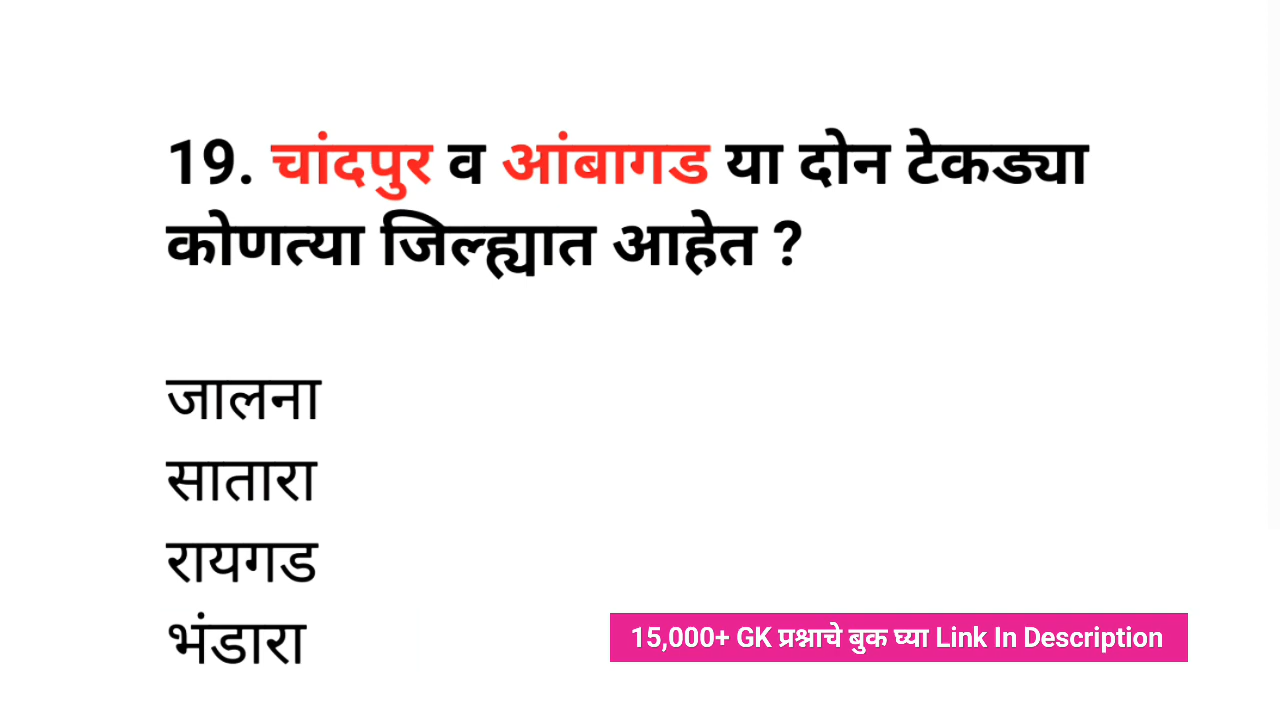 19. चांदपुर व आंबागड या दोन टेकड्या
कोणत्या जिल्ह्यात आहेत ?
जालना
सातारा
रायगड
भंडारा
15,000+ GK प्रश्नाचे बुक घ्या Link In Description